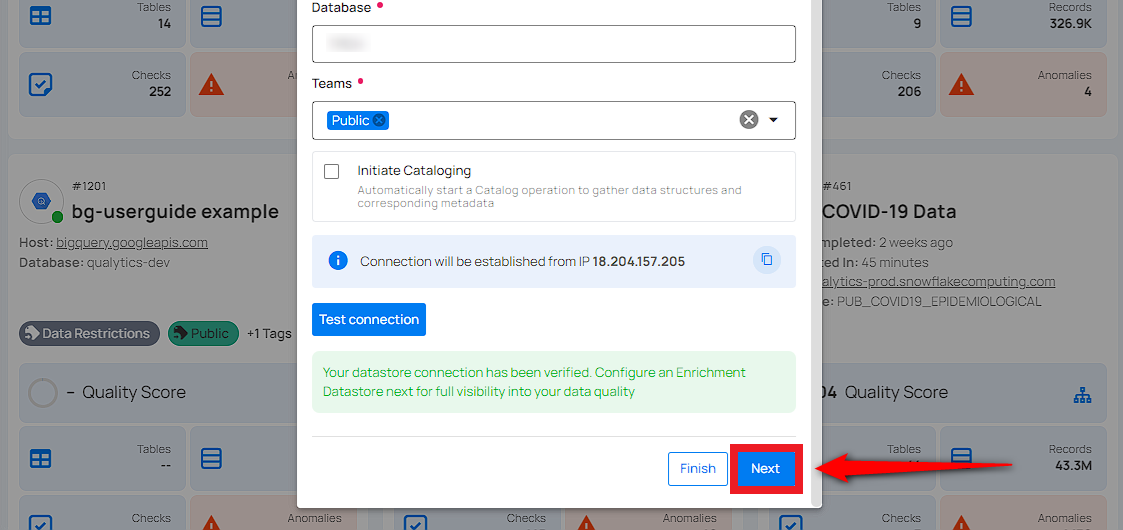 Tables
14
Checks
252
An
Tables
9
Records
326.9K
Checks
206
Anomalies
4
#1201
bg-userguide example
Host: bigquery.googleapis.com
Database: qualytics-dev
Data Restrictions
Public
+1 Tags
– Quality Score
Tables
--
Checks
Anomalies
Database •
Teams •
Public
Initiate Cataloging
Automatically start a Catalog operation to gather data structures and
corresponding metadata
Connection will be established from IP 18.204.157.205
Test connection
Your datastore connection has been verified. Configure an Enrichment
Datastore next for full visibility into your data quality
Finish
Next
Checks
Anomalies
#461
COVID-19 Data
mpleted: 2 weeks ago
ed In: 45 minutes
alytics-prod.snowflakecomputing.com
e: PUB_COVID19_EPIDEMIOLOGICAL
04 Quality Score
Tables
Records
43.3M
Checks
Anomalies